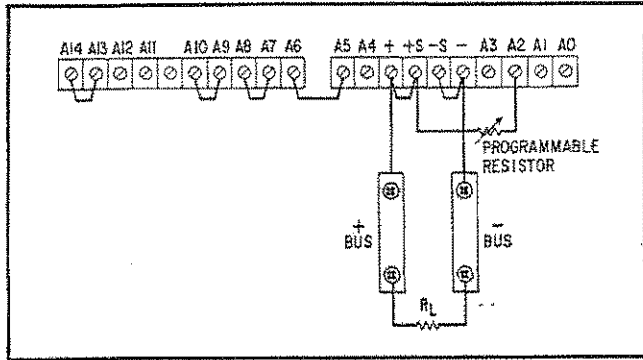 A14 A13 A12 A11 A10 A9 A8 A7 A6 A5 A4 + +S -S - A3 A2 A1 A0
PROGRAMMABLE
RESISTOR
+
BUS
-
BUS
RL